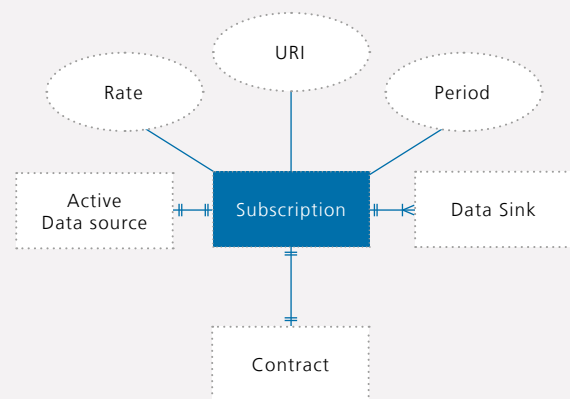 URI
Rate
Period
Active
Data source
Subscription
Data Sink
Contract